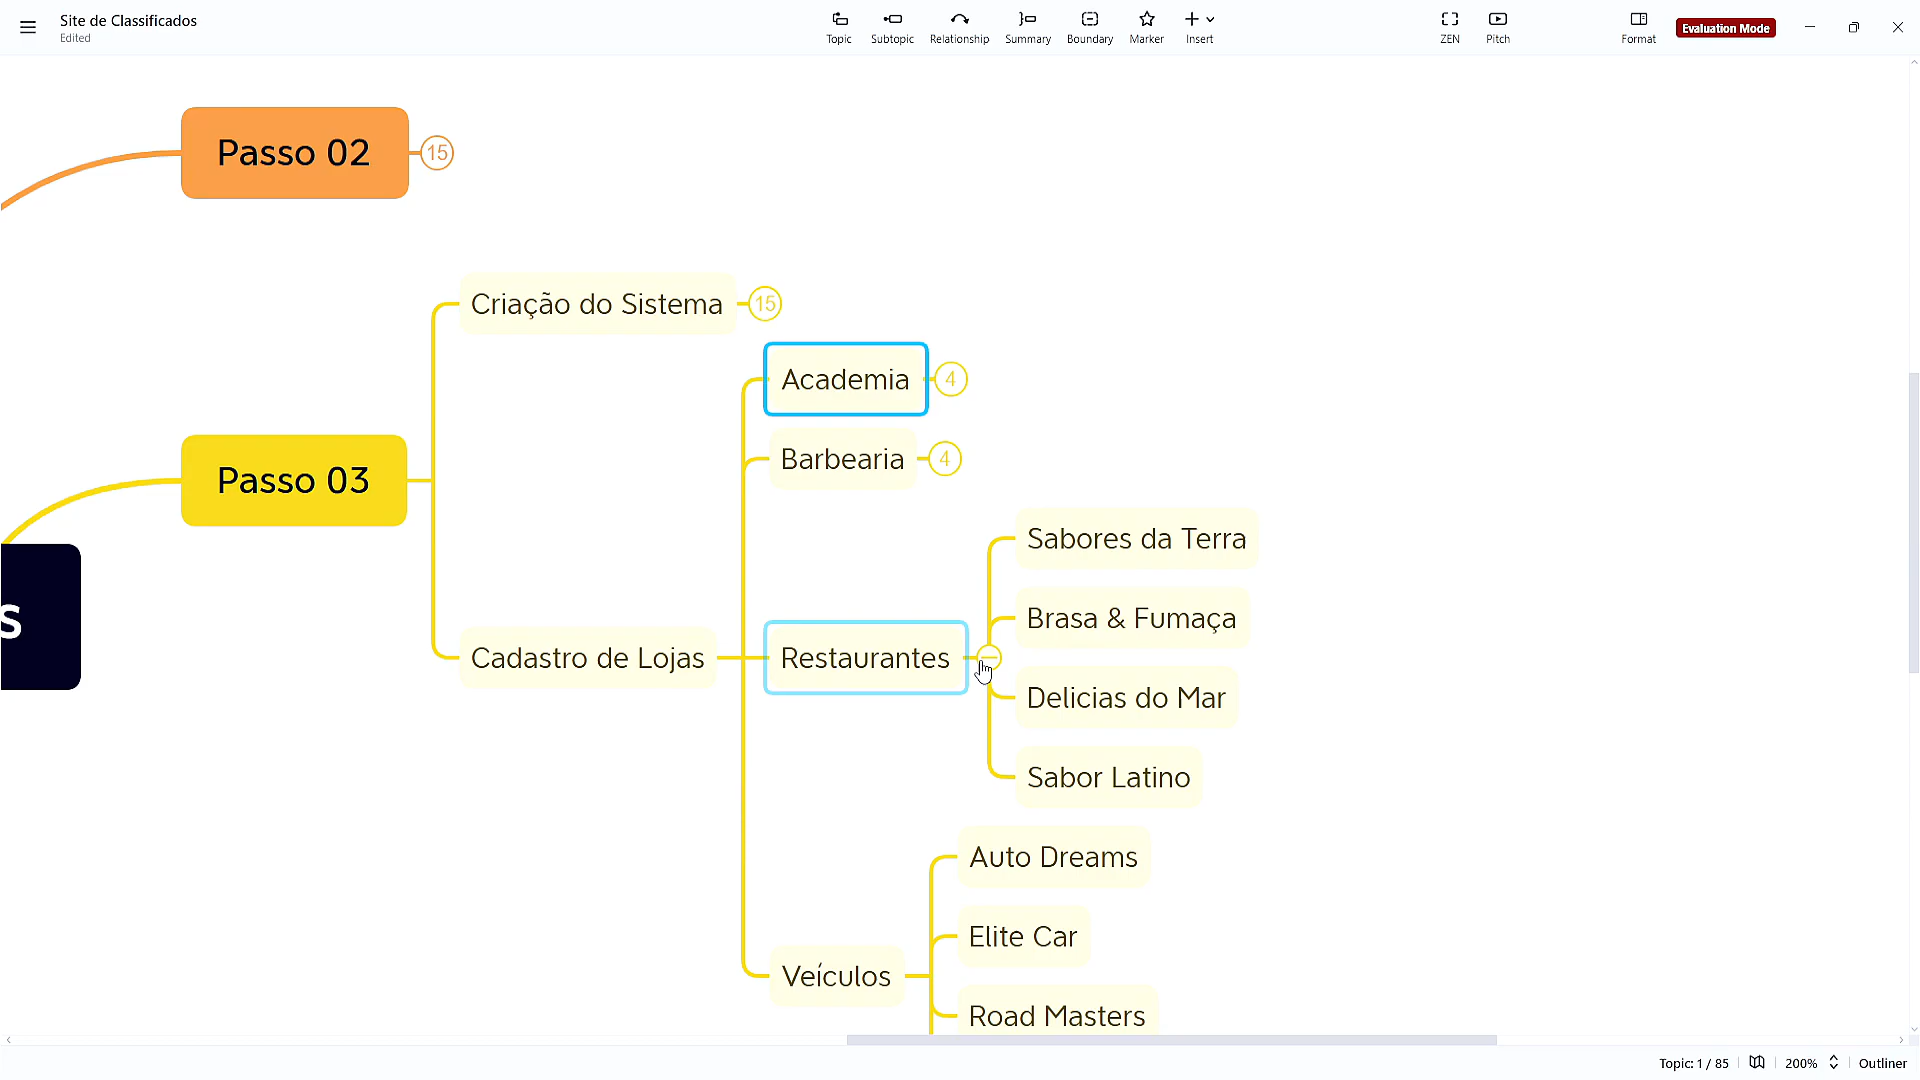 Site de Classificados
Edited
Topic
Subtopic
Relationship
Summary
Boundary
Marker
Insert
ZEN
Pitch
Format
Evaluation Mode
Passo 02
15
Criação do Sistema
15
Academia
4
Barbearia
4
Passo 03
Sabores da Terra
Brasa & Fumaça
s
Cadastro de Lojas
Restaurantes
Delicias do Mar
Sabor Latino
Auto Dreams
Elite Car
Veículos
Road Masters
Topic: 1 / 85
200%
Outliner